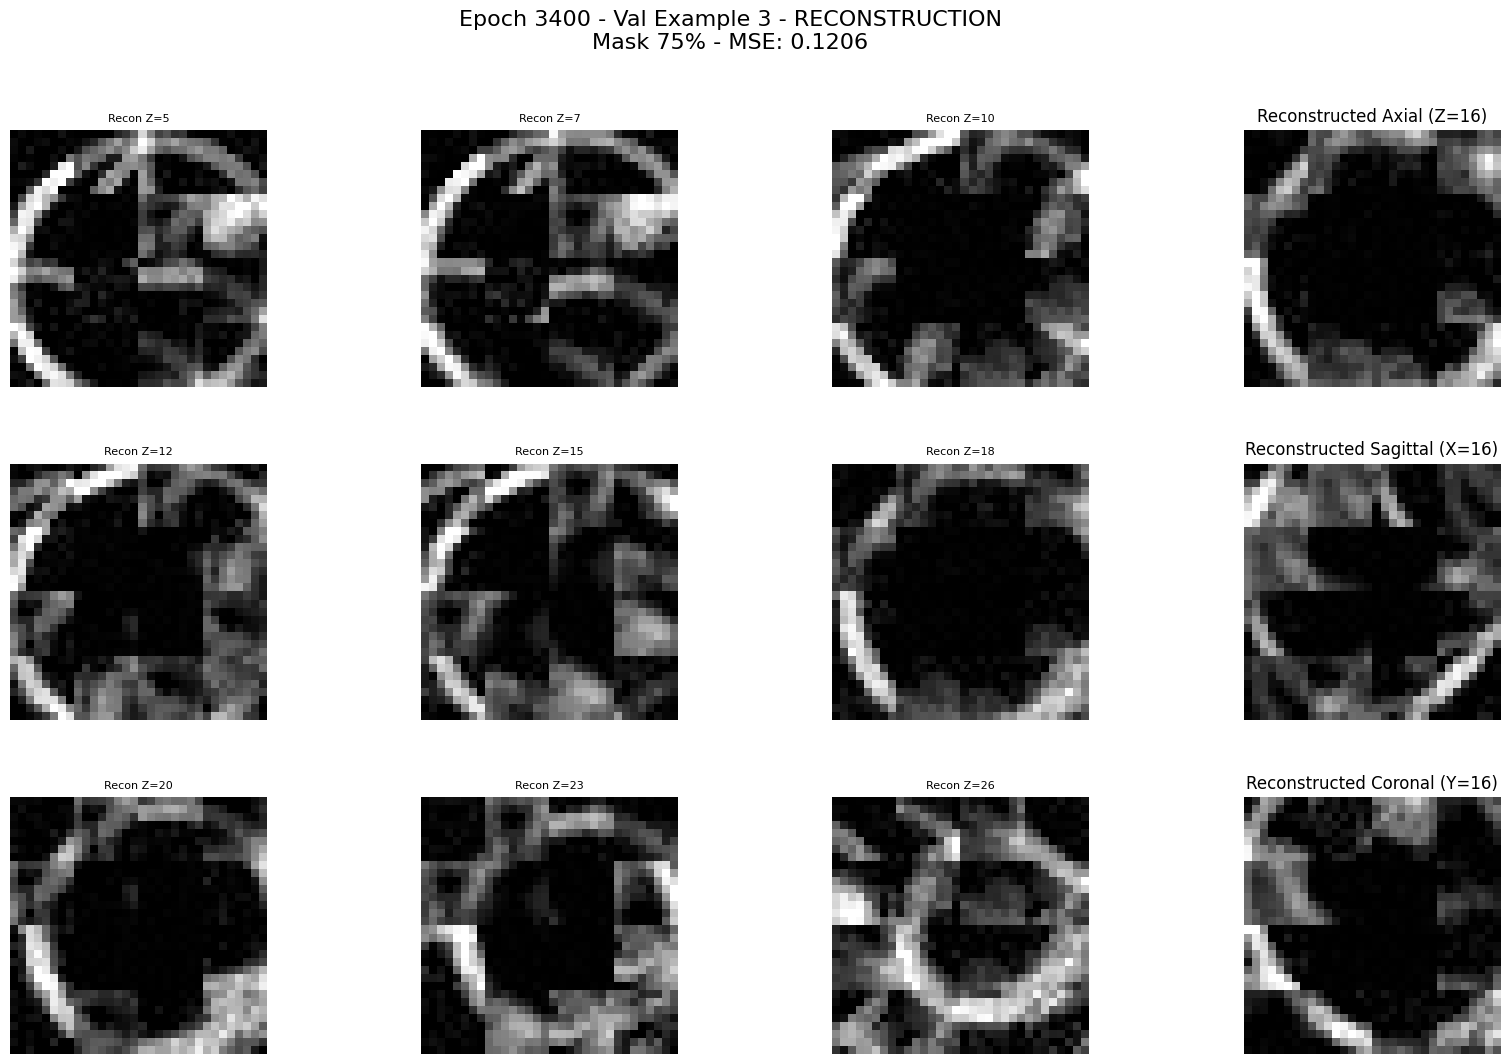 Epoch 3400 - Val Example 3 - RECONSTRUCTION
Mask 75% - MSE: 0.1206
Recon Z=5
Recon Z=7
Recon Z=10
Reconstructed Axial (Z=16)
Recon Z=12
Recon Z=15
Recon Z=18
Reconstructed Sagittal (X=16)
Recon Z=20
Recon Z=23
Recon Z=26
Reconstructed Coronal (Y=16)